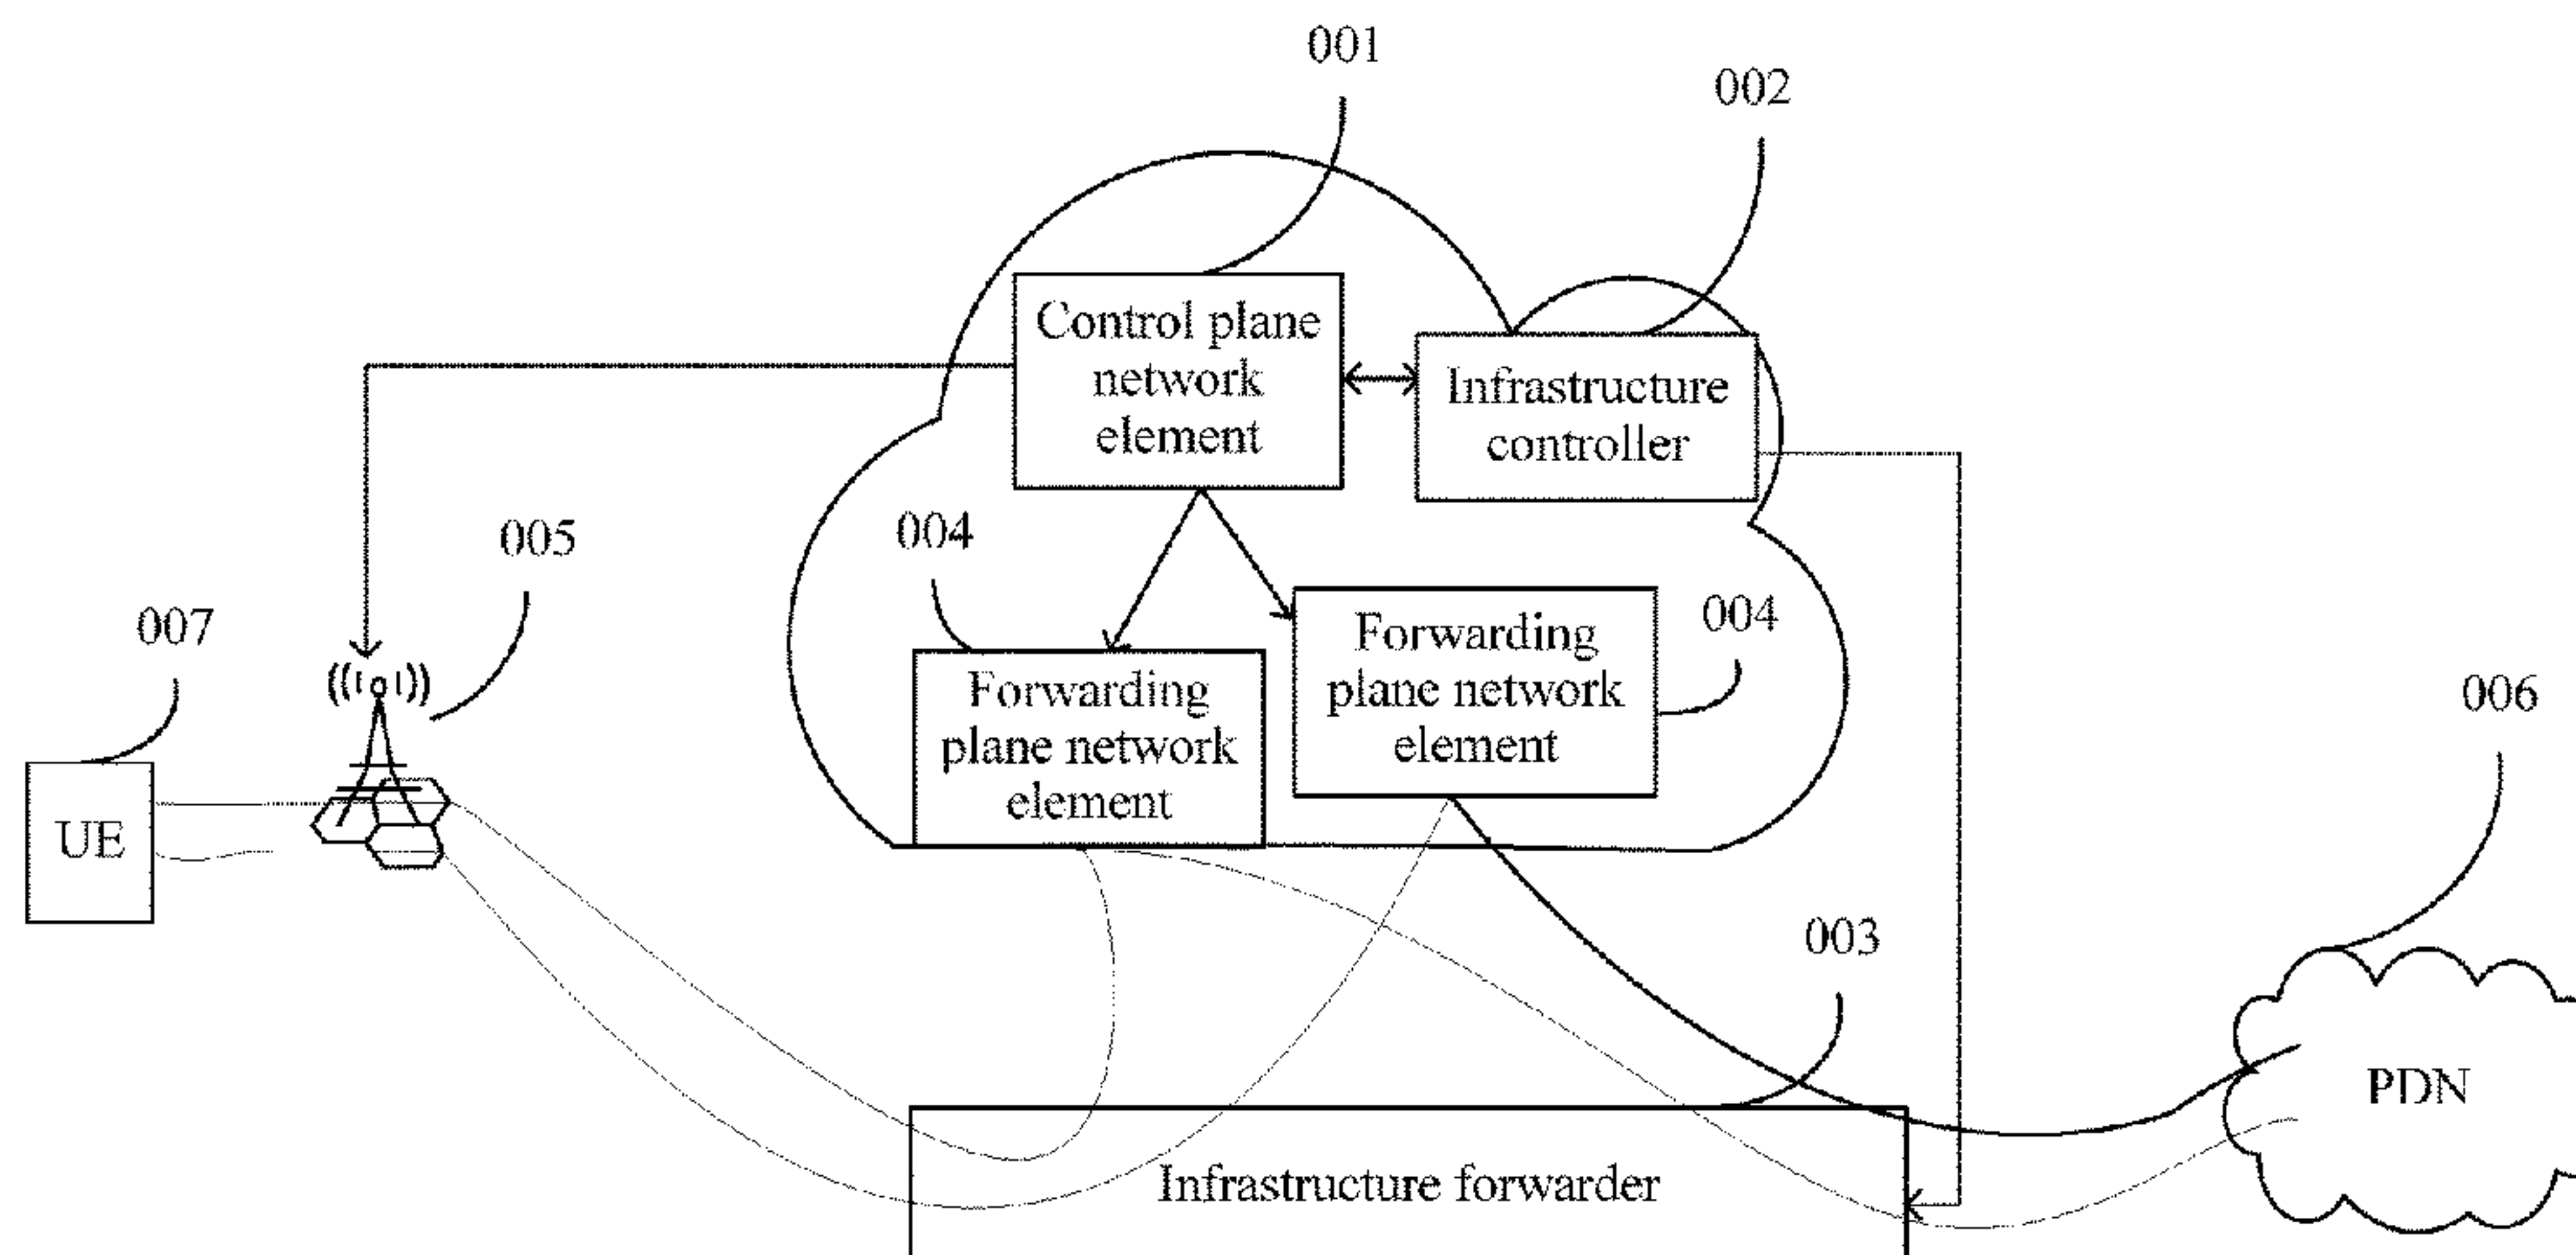 001
002
Control plane
network
element
Infrastructure
controller
004
005
007
Forwarding
plane network
element
004
Forwarding
plane network
element
006
UE
003
PDN
Infrastructure forwarder